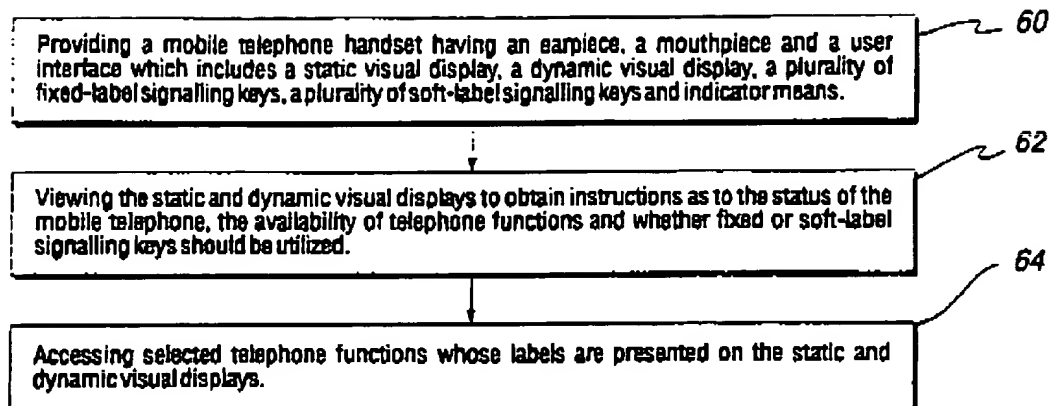 60
Providing a mobile telephone handset having an earpiece, a mouthpiece and a user
interface which includes a static visual display, a dynamic visual display, a plurality of
fixed-label signalling keys, a plurality of soft-label signalling keys and indicator means.
62
Viewing the static and dynamic visual displays to obtain instructions as to the status of the
mobile telephone, the availability of telephone functions and whether fixed or soft-label
signalling keys should be utilized.
64
Accessing selected telephone functions whose labels are presented on the static and
dynamic visual displays.